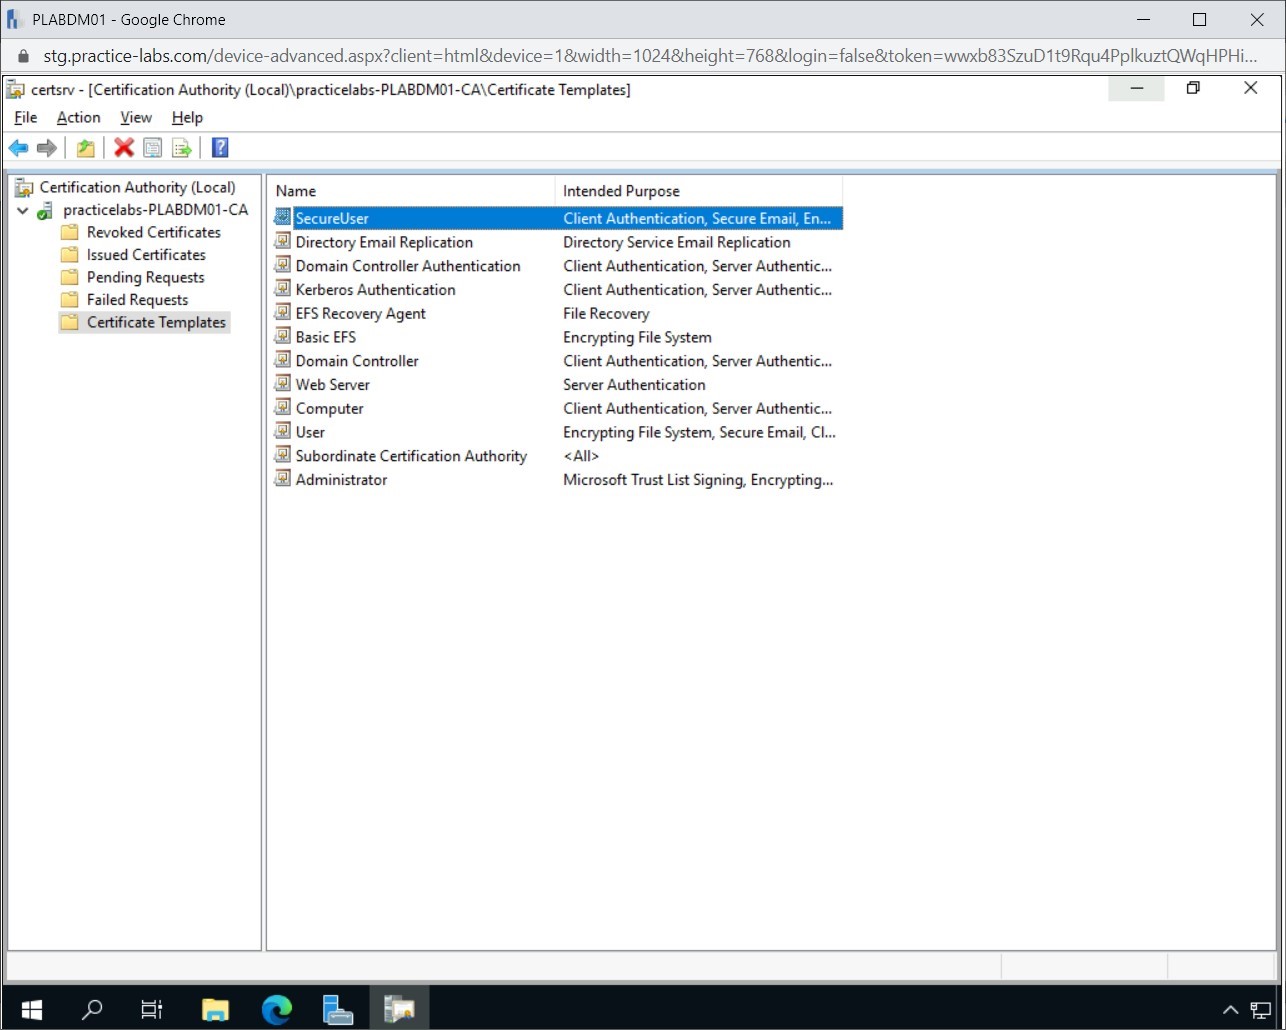 PLABDM01 - Google Chrome
stg.practice-labs.com/device-advanced.aspx?client=html&device=1&width=1024&height=768&login=false&token=wwxb83SzuD1t9Rqu4PplkuztQWqHPHi...
certsrv - [Certification Authority (Local)\practicelabs-PLABDM01-CA\Certificate Templates]
File Action View Help
Certification Authority (Local)
practicelabs-PLABDM01-CA
Revoked Certificates
Issued Certificates
Pending Requests
Failed Requests
Certificate Templates
Name Intended Purpose
SecureUser Client Authentication, Secure Email, En...
Directory Email Replication Directory Service Email Replication
Domain Controller Authentication Client Authentication, Server Authentic...
Kerberos Authentication Client Authentication, Server Authentic...
EFS Recovery Agent File Recovery
Basic EFS Encrypting File System
Domain Controller Client Authentication, Server Authentic...
Web Server Server Authentication
Computer Client Authentication, Server Authentic...
User Encrypting File System, Secure Email, Cl...
Subordinate Certification Authority <All>
Administrator Microsoft Trust List Signing, Encrypting...